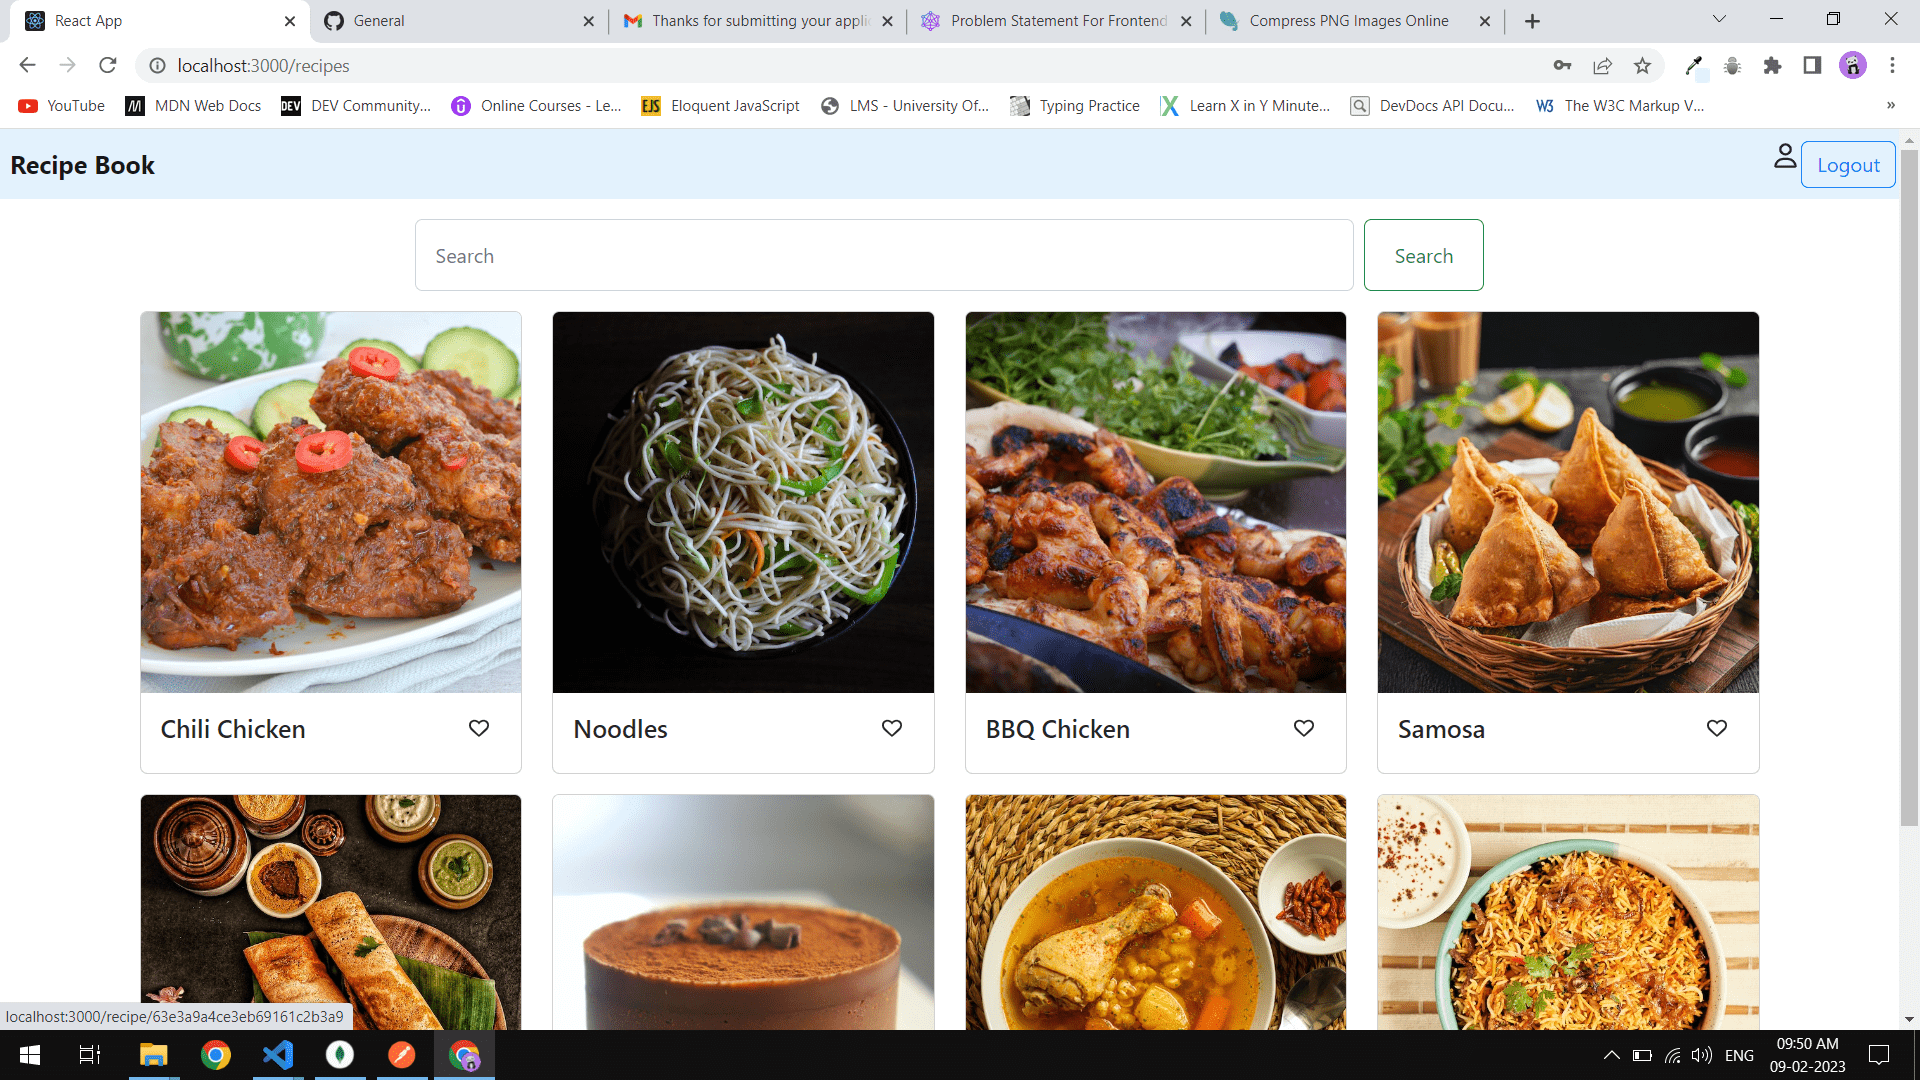 React App
General
Thanks for submitting your applic
Problem Statement For Frontend
Compress PNG Images Online
localhost:3000/recipes
YouTube
MDN Web Docs
DEV Community...
Online Courses - Le...
Eloquent JavaScript
LMS - University Of...
Typing Practice
Learn X in Y Minute...
DevDocs API Docu...
The W3C Markup V...
»
Recipe Book
Logout
Search
Search
Chili Chicken
Noodles
BBQ Chicken
Samosa
localhost:3000/recipe/63e3a9a4ce3eb69161c2b3a9
ENG
09:50 AM
09-02-2023